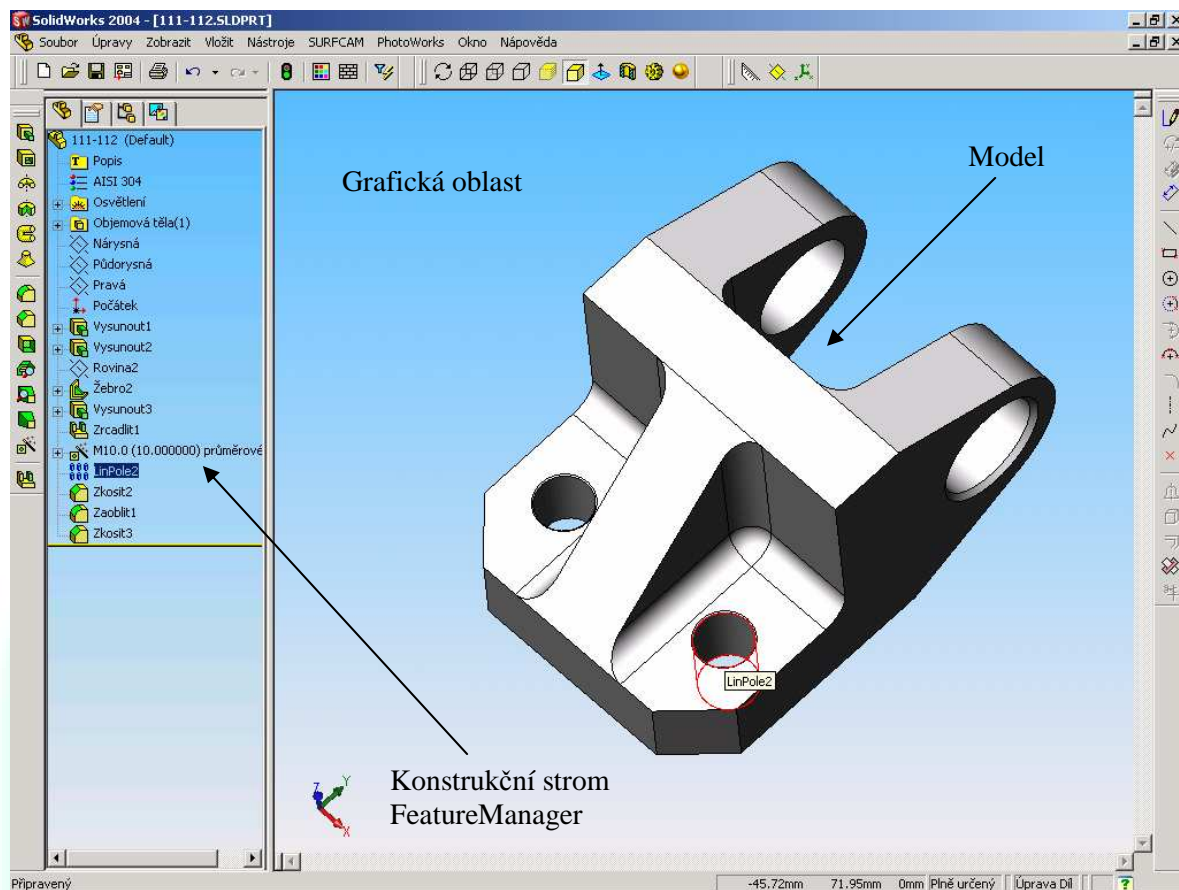 SolidWorks 2004 - [111-112.SLDPRT]
Soubor Úpravy Zobrazit Vložit Nástroje SURFCAM PhotoWorks Okno Nápověda
111-112 (Default)
Popis
AISI 304
Osvětlení
Objemová těla(1)
Nárysná
Půdorysná
Pravá
Počátek
Vysunout1
Vysunout2
Rovina2
Žebro2
Vysunout3
Zrcadlit1
M10.0 (10.000000) průměrové
LinPole2
Zkosit2
Zaoblit1
Zkosit3
Grafická oblast
Model
LinPole2
Z
Y
X
Konstrukční strom
FeatureManager
Připravený
-45.72mm 71.95mm 0mm Plně určený Úprava Díl ?